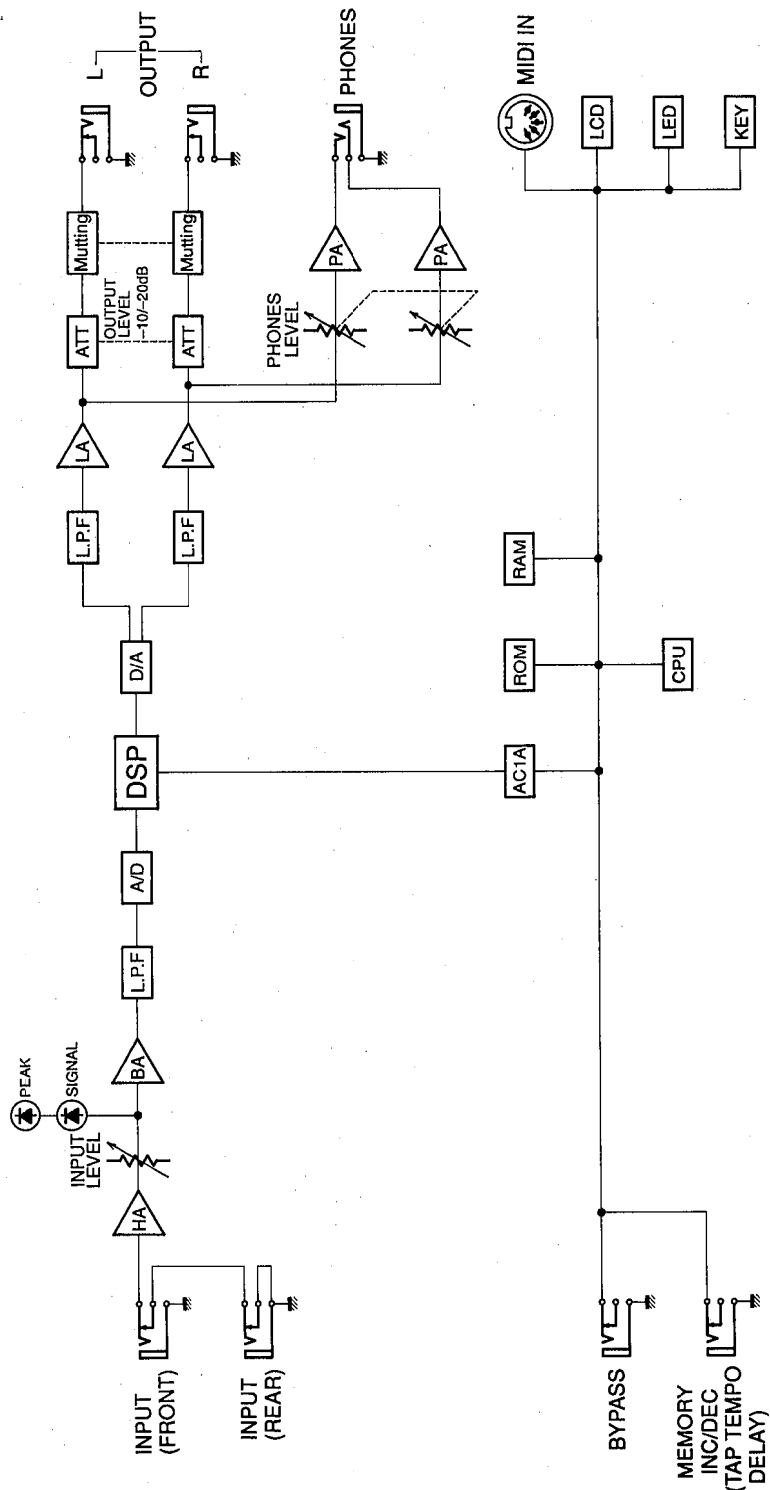 INPUT
(FRONT)
INPUT
(REAR)
HA
INPUT
LEVEL
PEAK
SIGNAL
BA
L.P.F
A/D
DSP
D/A
L.P.F
L.P.F
LA
LA
ATT
OUTPUT
LEVEL
-10/-20dB
ATT
Mutting
Mutting
L
OUTPUT
R
PHONES
LEVEL
PA
PA
PHONES
BYPASS
MEMORY
INC/DEC
(TAP TEMPO
DELAY)
AC1A
ROM
RAM
CPU
MIDI IN
LCD
LED
KEY